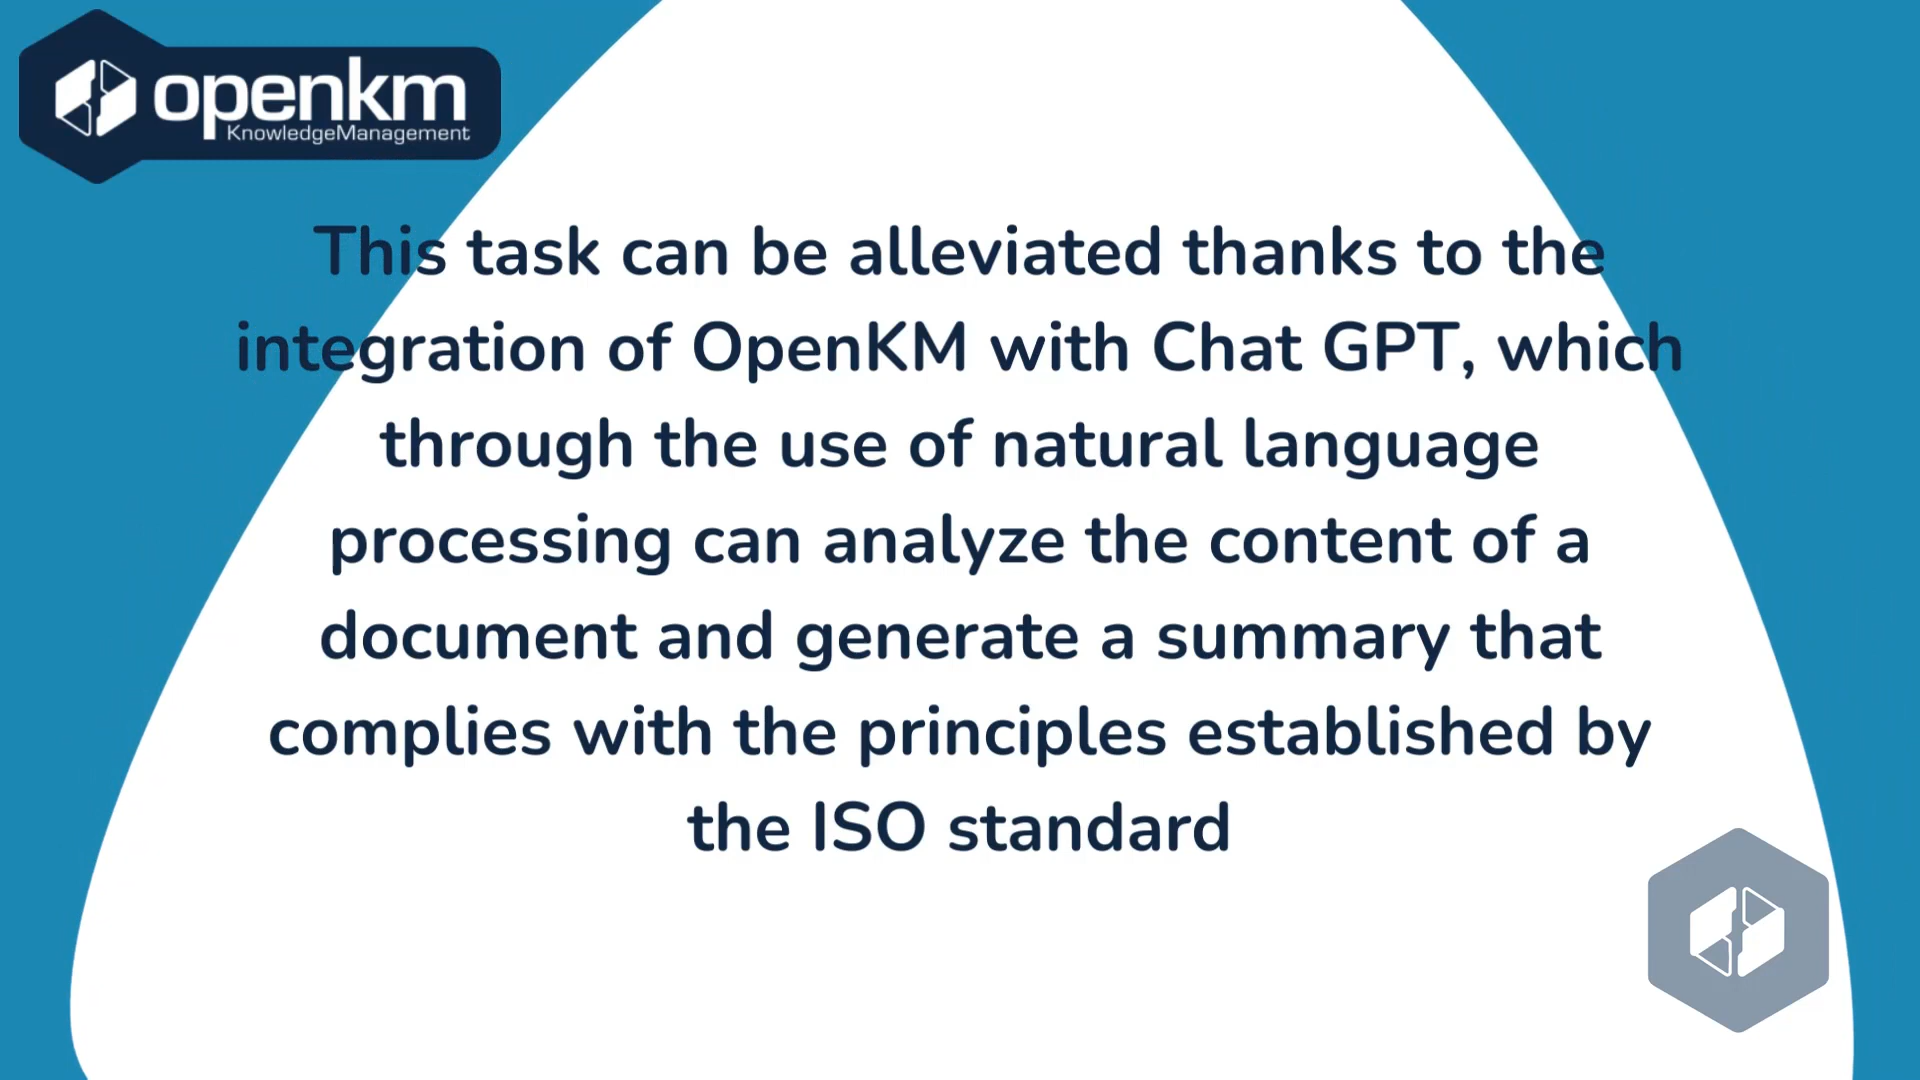 openkm
KnowledgeManagement
This task can be alleviated thanks to the
integration of OpenKM with Chat GPT, which
through the use of natural language
processing can analyze the content of a
document and generate a summary that
complies with the principles established by
the ISO standard